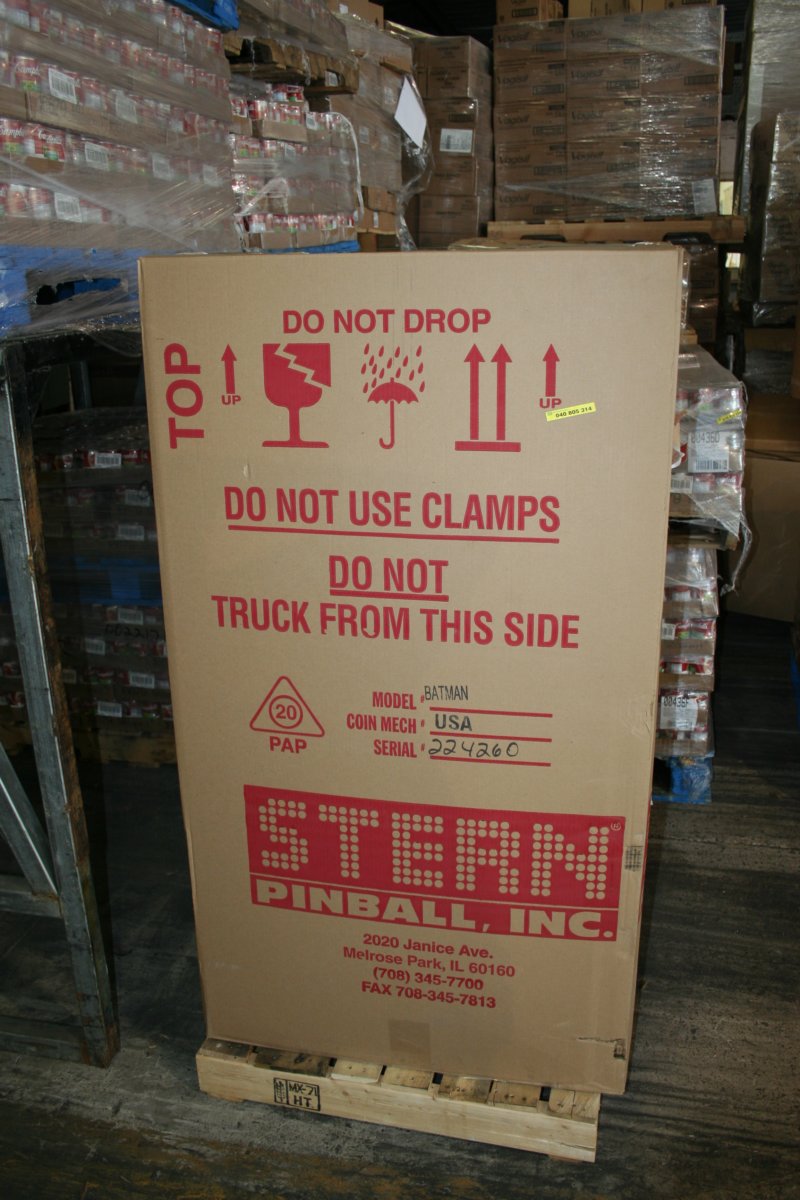 DO NOT DROP
TOP
UP
UP
040 805 314
DO NOT USE CLAMPS
DO NOT
TRUCK FROM THIS SIDE
20
PAP
MODEL # BATMAN
COIN MECH # USA
SERIAL # 224260
STERN®
PINBALL, INC.
2020 Janice Ave.
Melrose Park, IL 60160
(708) 345-7700
FAX 708-345-7813
MX-71
HT